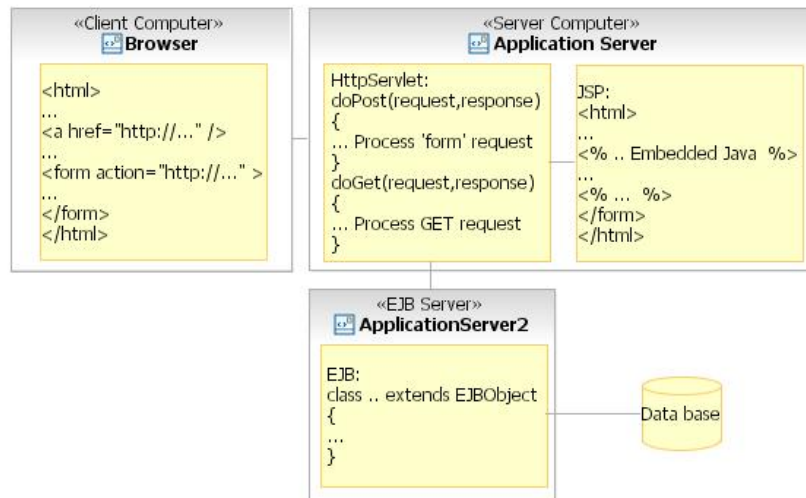 «Client Computer»
Browser
<html>
...
<a href="http://..." />
...
<form action="http://..." >
...
</form>
</html>
«Server Computer»
Application Server
HttpServlet:
doPost(request,response)
{
... Process 'form' request
}
doGet(request,response)
{
... Process GET request
}
JSP:
<html>
...
<% .. Embedded Java %>
...
<% ... %>
</form>
</html>
«EJB Server»
ApplicationServer2
EJB:
class .. extends EJBObject
{
...
}
Data base